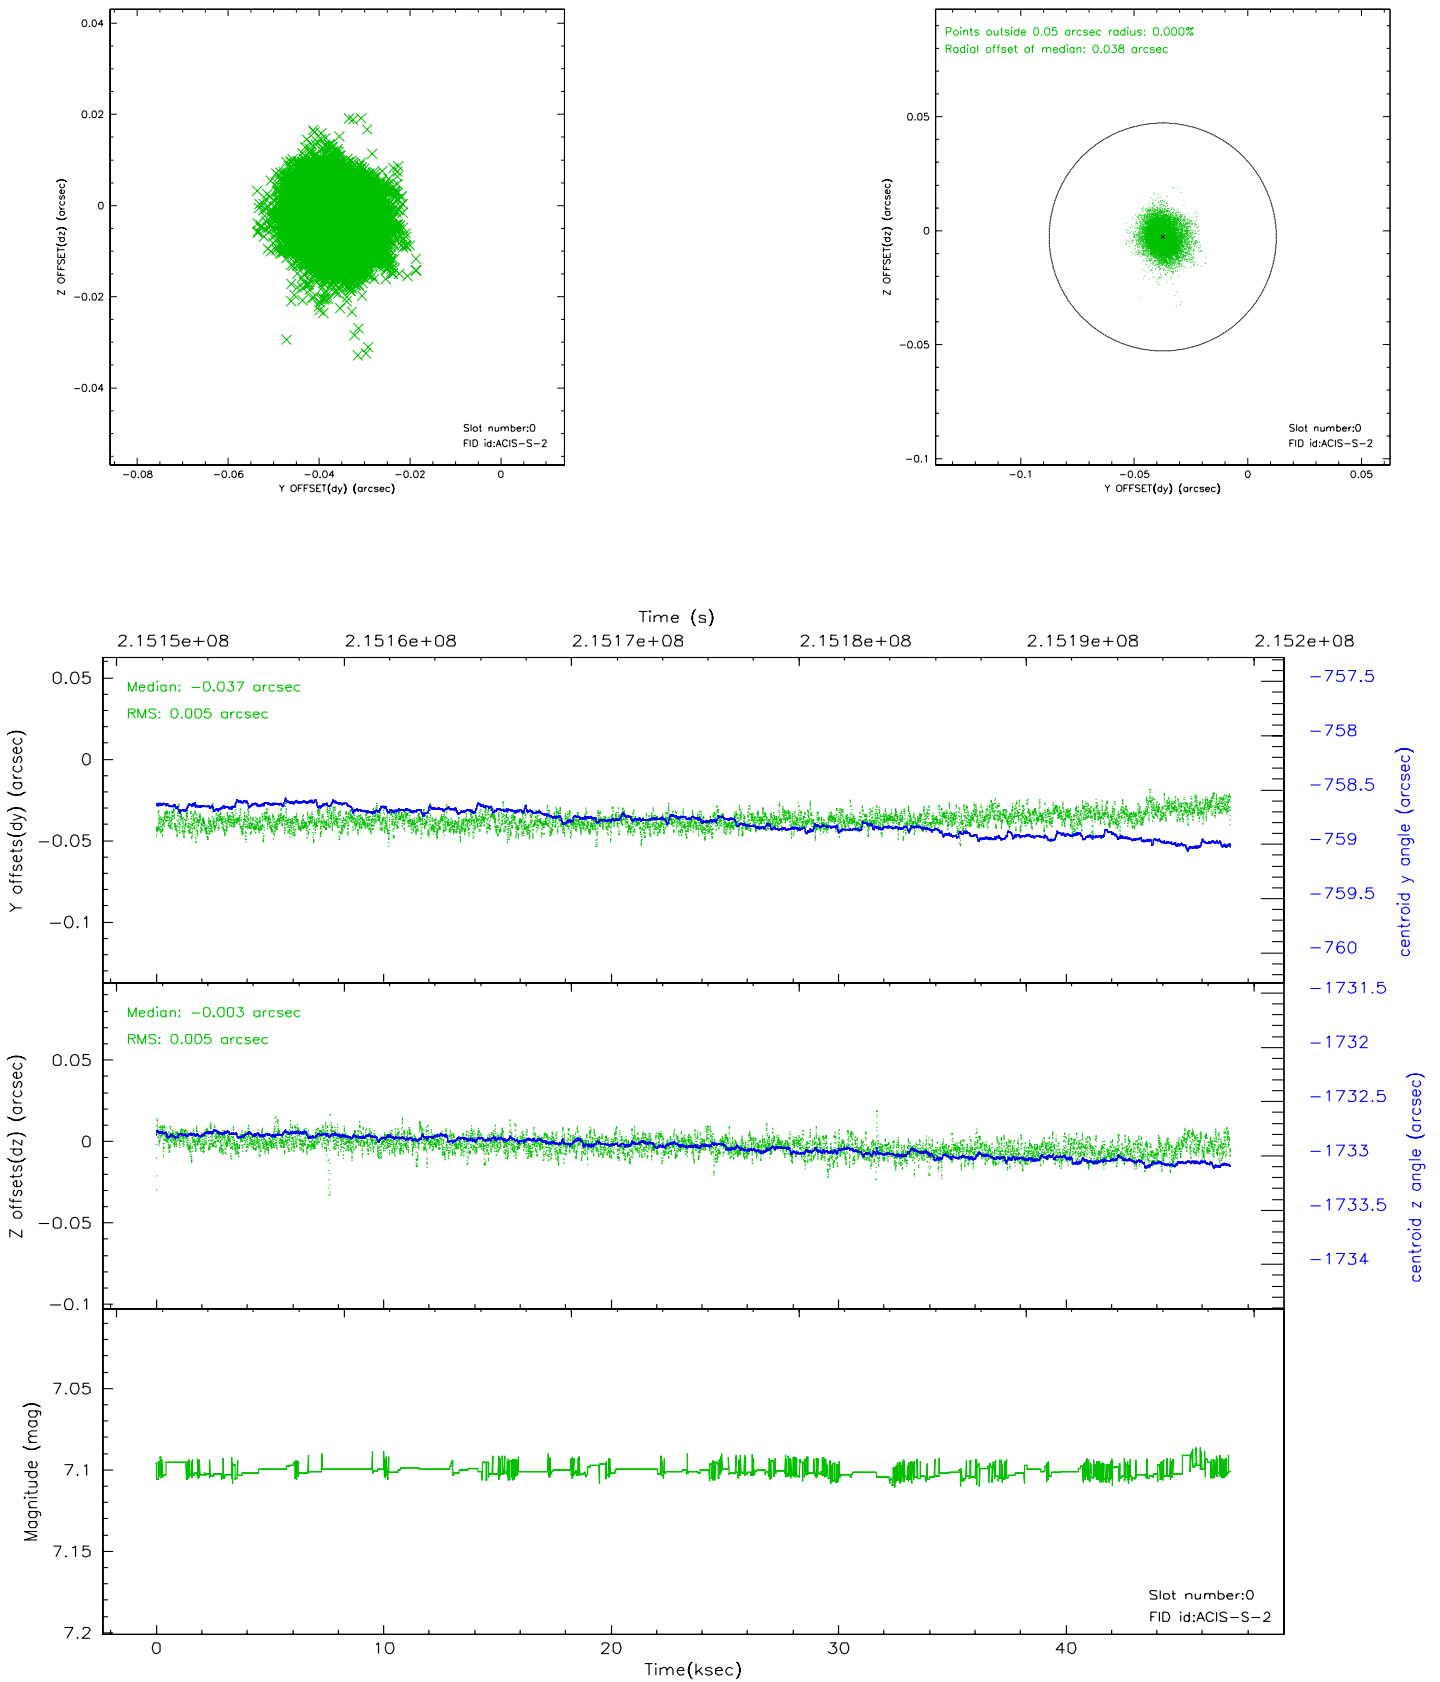 0.04
0.02
0
−0.02
−0.04
Z OFFSET(dz) (arcsec)
Slot number:0
FID id:ACIS−S−2
−0.08
−0.06
−0.04
−0.02
0
Y OFFSET(dy) (arcsec)
Points outside 0.05 arcsec radius: 0.000%
Radial offset of median: 0.038 arcsec
0.05
0
−0.05
−0.1
Z OFFSET(dz) (arcsec)
Slot number:0
FID id:ACIS−S−2
−0.1
−0.05
0
0.05
Y OFFSET(dy) (arcsec)
Time (s)
2.1515e+08
2.1516e+08
2.1517e+08
2.1518e+08
2.1519e+08
2.152e+08
Median: −0.037 arcsec
RMS: 0.005 arcsec
0.05
0
−0.05
−0.1
Y offsets(dy) (arcsec)
−757.5
−758
−758.5
−759
−759.5
−760
centroid y angle (arcsec)
Median: −0.003 arcsec
RMS: 0.005 arcsec
0.05
0
−0.05
−0.1
Z offsets(dz) (arcsec)
−1731.5
−1732
−1732.5
−1733
−1733.5
−1734
centroid z angle (arcsec)
7.05
7.1
7.15
7.2
Magnitude (mag)
Slot number:0
FID id:ACIS−S−2
0
10
20
30
40
Time(ksec)